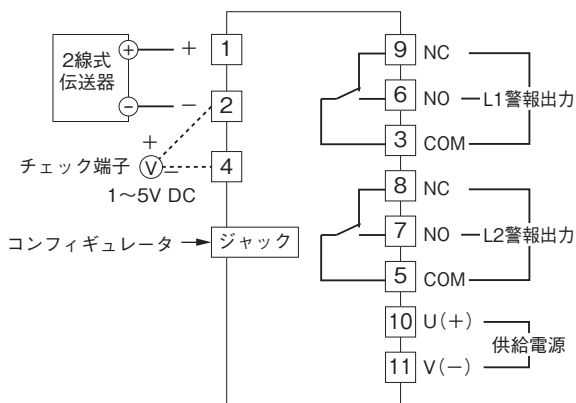 2線式
伝送器
+
−
+
−
1
2
4
+
−
V
チェック端子
1～5V DC
コンフィギュレータ
ジャック
9 NC
6 NO
3 COM
L1警報出力
8 NC
7 NO
5 COM
L2警報出力
10 U(+)
11 V(−)
供給電源